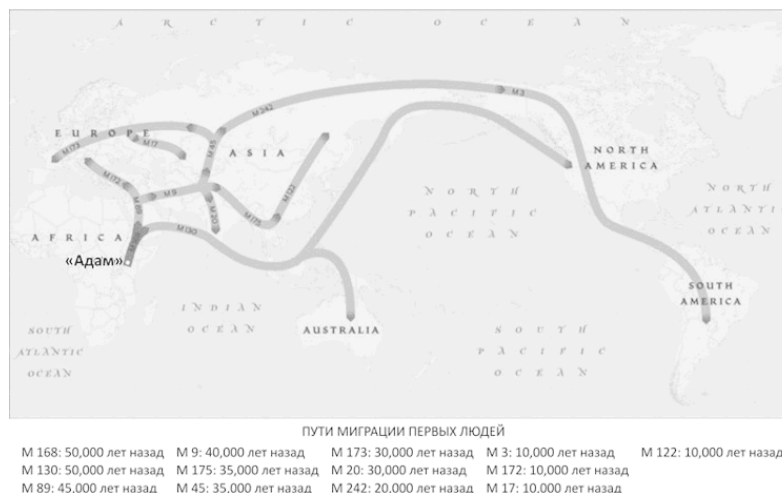 ARCTIC OCEAN
M242
M3
M173
EUROPE
M17
M45
ASIA
NORTH
AMERICA
M172
M9
M122
M89
M20
M175
NORTH
PACIFIC
OCEAN
NORTH
ATLANTIC
OCEAN
AFRICA
M130
«Адам»
INDIAN
OCEAN
SOUTH
AMERICA
AUSTRALIA
SOUTH
ATLANTIC
OCEAN
SOUTH
PACIFIC
OCEAN
ПУТИ МИГРАЦИИ ПЕРВЫХ ЛЮДЕЙ
М 168: 50,000 лет назад М 9: 40,000 лет назад М 173: 30,000 лет назад М 3: 10,000 лет назад М 122: 10,000 лет назад
М 130: 50,000 лет назад М 175: 35,000 лет назад М 20: 30,000 лет назад М 172: 10,000 лет назад
М 89: 45,000 лет назад М 45: 35,000 лет назад М 242: 20,000 лет назад М 17: 10,000 лет назад